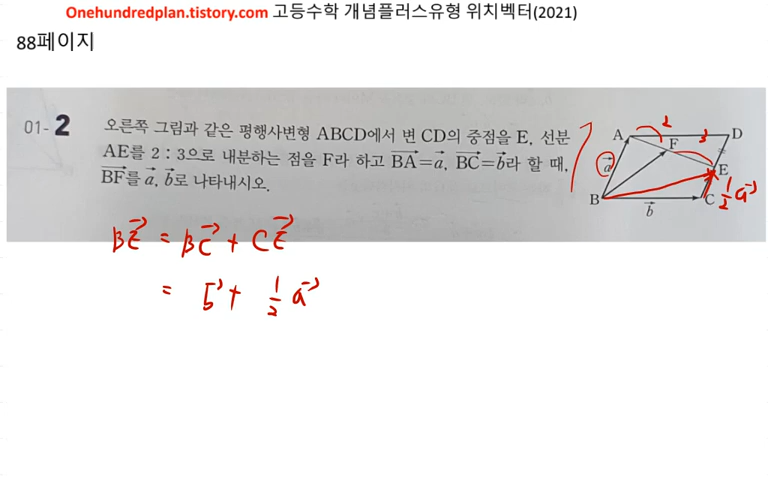 Onehundredplan.tistory.com 고등수학 개념플러스유형 위치벡터(2021)
88페이지
01-2 오른쪽 그림과 같은 평행사변형 ABCD에서 변 CD의 중점을 E, 선분
AE를 2 : 3으로 내분하는 점을 F라 하고 \overrightarrow{BA}=\vec{a}, \overrightarrow{BC}=\vec{b}라 할 때,
\overrightarrow{BF}를 \vec{a}, \vec{b}로 나타내시오.
A 2 F 3 D
\vec{a} E
B \vec{b} C \frac{1}{2}\vec{a}
\vec{BE} = \vec{BC} + \vec{CE}
= \vec{b} + \frac{1}{2}\vec{a}